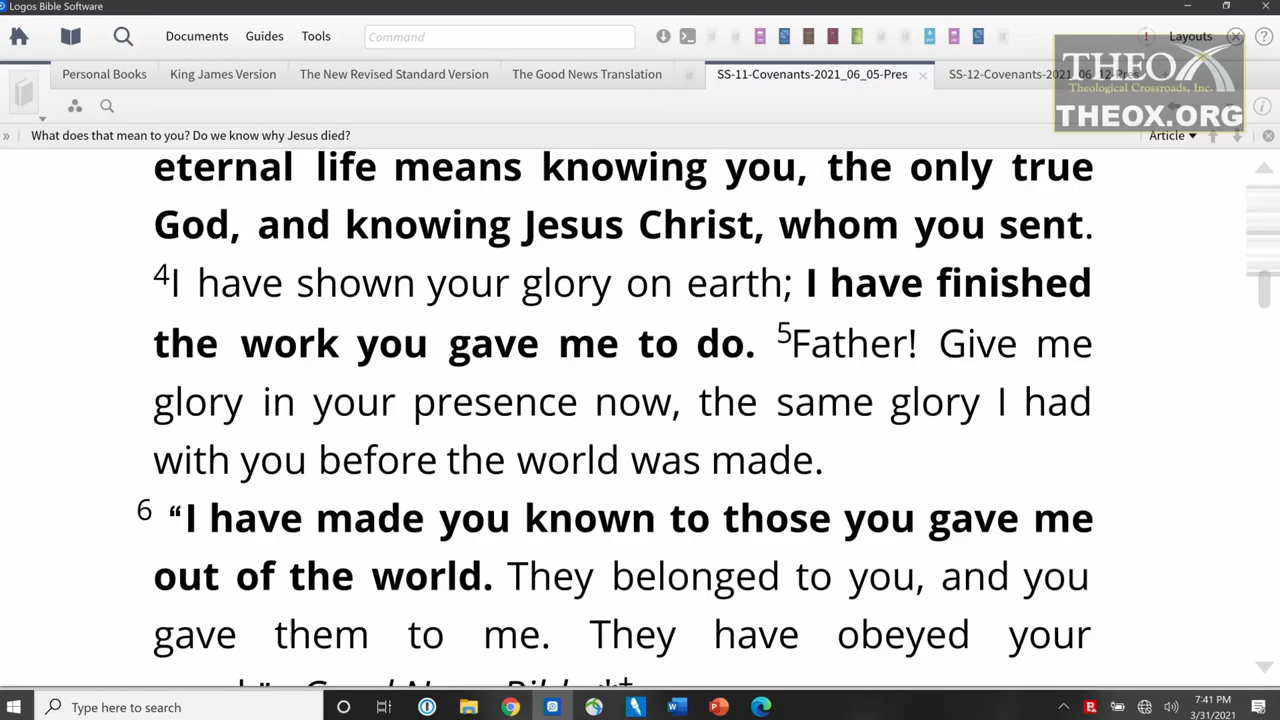 Logos Bible Software
Documents Guides Tools Command Layouts
Personal Books King James Version The New Revised Standard Version The Good News Translation SS-11-Covenants-2021_06_05-Pres SS-12-Covenants-2021_06_12-Pres
THEOX
Theological Crossroads, Inc.
THEOX.ORG
What does that mean to you? Do we know why Jesus died? Article
eternal life means knowing you, the only true
God, and knowing Jesus Christ, whom you sent.
4I have shown your glory on earth; I have finished
the work you gave me to do. 5Father! Give me
glory in your presence now, the same glory I had
with you before the world was made.
6 “I have made you known to those you gave me
out of the world. They belonged to you, and you
gave them to me. They have obeyed your
Type here to search
7:41 PM
3/31/2021